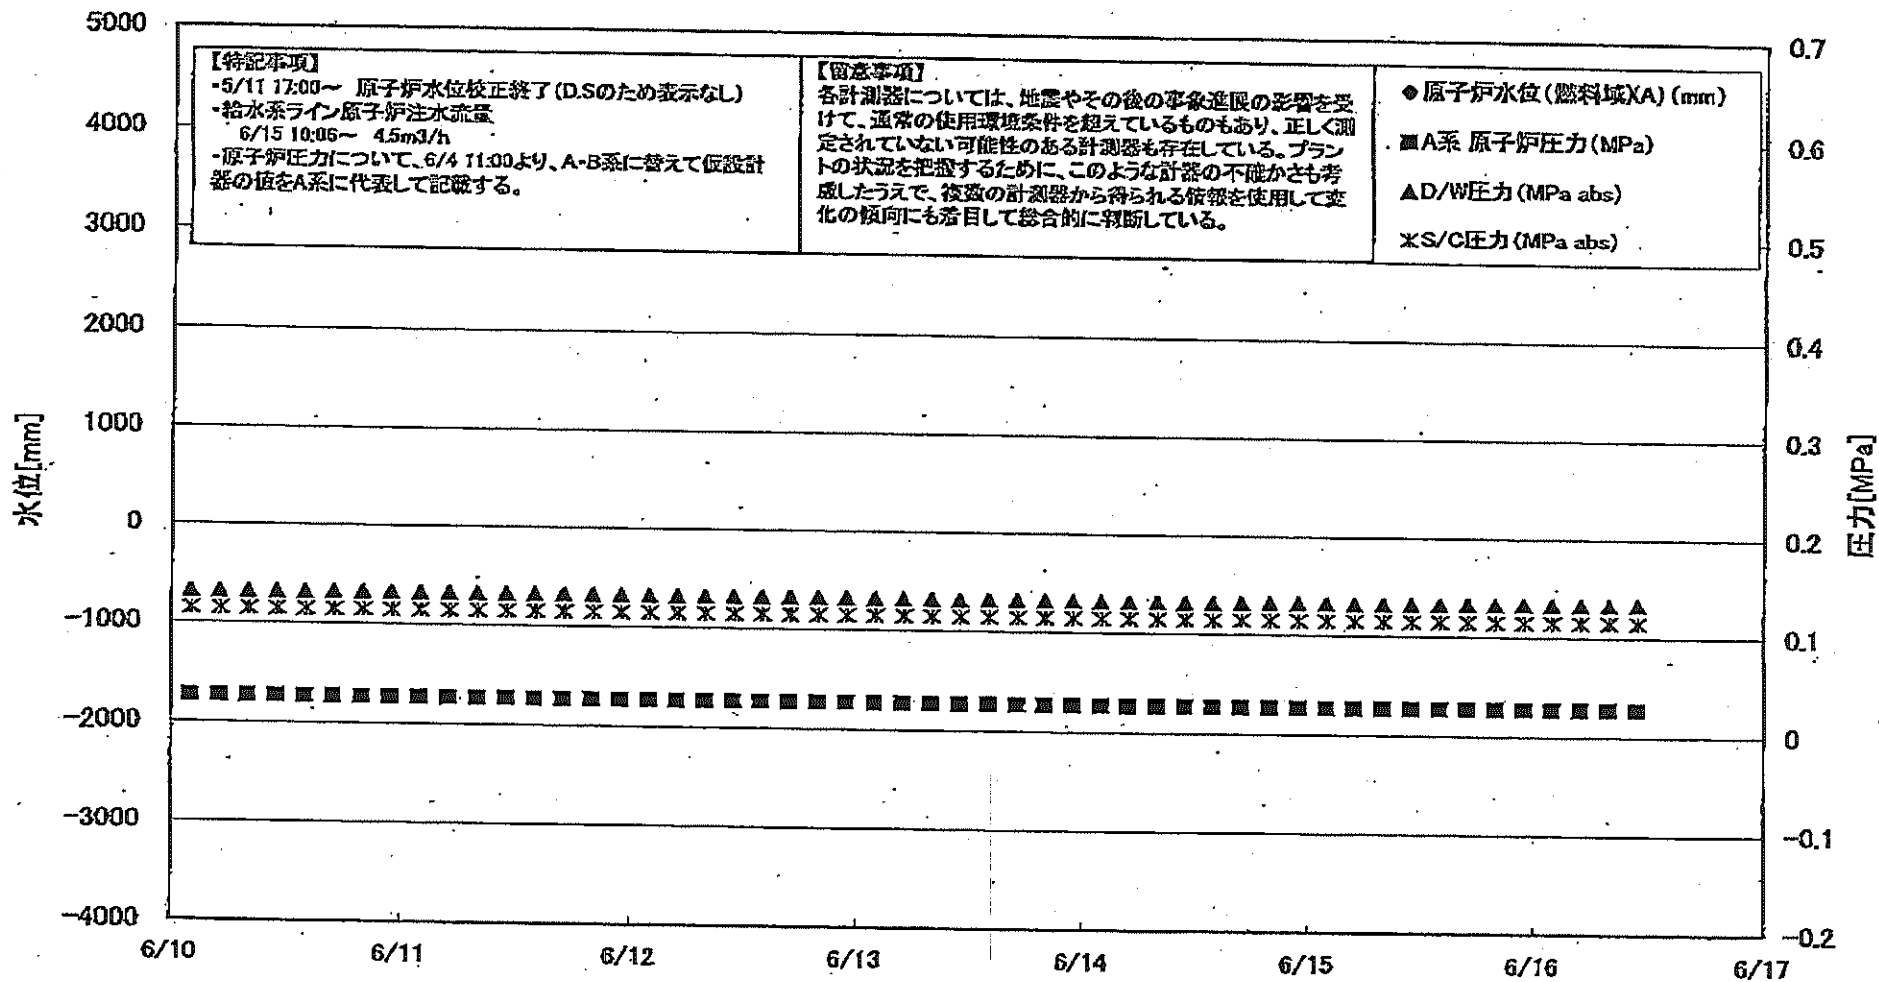 5000
4000
3000
2000
1000
0
-1000
-2000
-3000
-4000
水位[mm]
【特記事項】
・5/11 17:00～ 原子炉水位校正終了(D.Sのため表示なし)
・給水系ライン原子炉注水流量
6/15 10:06～ 4.5m3/h
・原子炉圧力について、6/4 11:00より、A・B系に替えて仮設計
器の値をA系に代表して記載する。
【留意事項】
各計測器については、地震やその後の事象進展の影響を受
けて、通常の使用環境条件を超えているものもあり、正しく測
定されていない可能性のある計測器も存在している。プラン
トの状況を把握するために、このような計器の不確かさも考
慮したうえで、複数の計測器から得られる情報を使用して変
化の傾向にも着目して総合的に判断している。
◆原子炉水位(燃料域)(A) (mm)
■A系 原子炉圧力(MPa)
▲D/W圧力(MPa abs)
S/C圧力(MPa abs)
0.7
0.6
0.5
0.4
0.3
0.2
0.1
0
-0.1
-0.2
圧力[MPa]
6/10
6/11
6/12
6/13
6/14
6/15
6/16
6/17